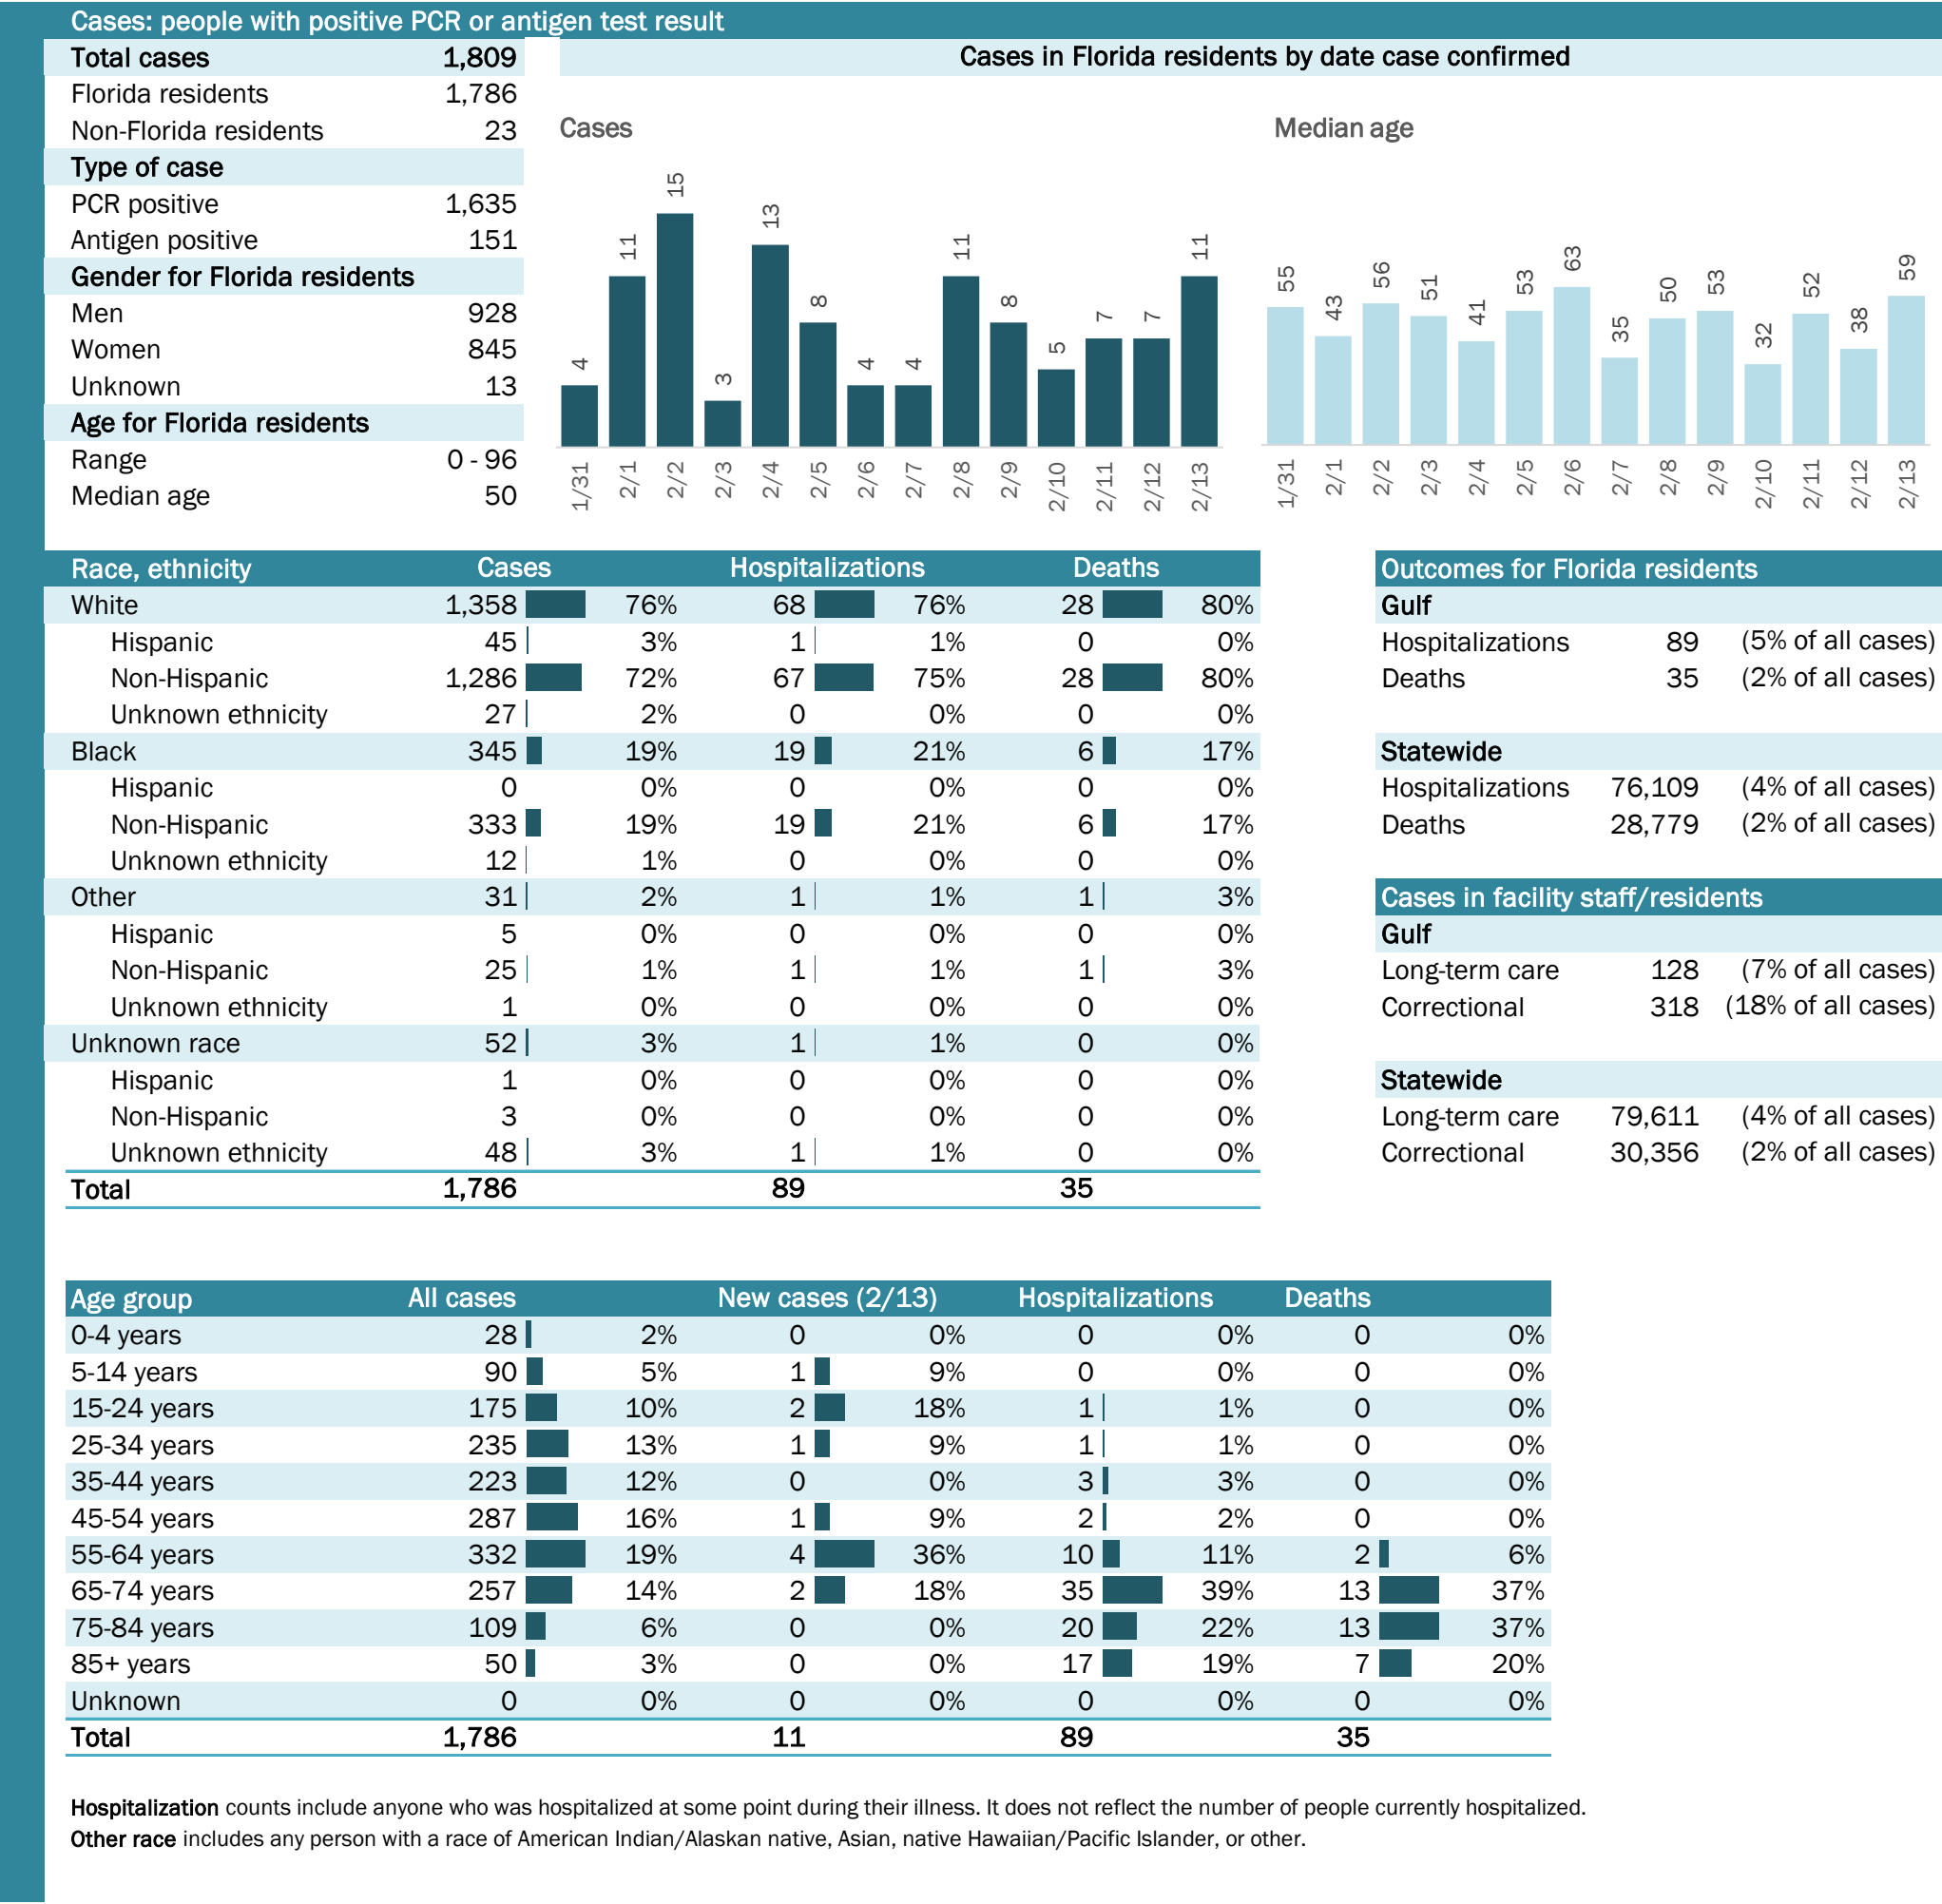 Cases: people with positive PCR or antigen test result
Total cases 1,809
Florida residents 1,786
Non-Florida residents 23
Type of case
PCR positive 1,635
Antigen positive 151
Gender for Florida residents
Men 928
Women 845
Unknown 13
Age for Florida residents
Range 0 - 96
Median age 50
Cases in Florida residents by date case confirmed
Cases
4 11 15 3 13 8 4 4 11 8 5 7 7 11
1/31 2/1 2/2 2/3 2/4 2/5 2/6 2/7 2/8 2/9 2/10 2/11 2/12 2/13
Median age
55 43 56 51 41 53 63 35 50 53 32 52 38 59
1/31 2/1 2/2 2/3 2/4 2/5 2/6 2/7 2/8 2/9 2/10 2/11 2/12 2/13
Race, ethnicity Cases Hospitalizations Deaths
White 1,358 76% 68 76% 28 80%
Hispanic 45 3% 1 1% 0 0%
Non-Hispanic 1,286 72% 67 75% 28 80%
Unknown ethnicity 27 2% 0 0% 0 0%
Black 345 19% 19 21% 6 17%
Hispanic 0 0% 0 0% 0 0%
Non-Hispanic 333 19% 19 21% 6 17%
Unknown ethnicity 12 1% 0 0% 0 0%
Other 31 2% 1 1% 1 3%
Hispanic 5 0% 0 0% 0 0%
Non-Hispanic 25 1% 1 1% 1 3%
Unknown ethnicity 1 0% 0 0% 0 0%
Unknown race 52 3% 1 1% 0 0%
Hispanic 1 0% 0 0% 0 0%
Non-Hispanic 3 0% 0 0% 0 0%
Unknown ethnicity 48 3% 1 1% 0 0%
Total 1,786 89 35
Outcomes for Florida residents
Gulf
Hospitalizations 89 (5% of all cases)
Deaths 35 (2% of all cases)
Statewide
Hospitalizations 76,109 (4% of all cases)
Deaths 28,779 (2% of all cases)
Cases in facility staff/residents
Gulf
Long-term care 128 (7% of all cases)
Correctional 318 (18% of all cases)
Statewide
Long-term care 79,611 (4% of all cases)
Correctional 30,356 (2% of all cases)
Age group All cases New cases (2/13) Hospitalizations Deaths
0-4 years 28 2% 0 0% 0 0% 0 0%
5-14 years 90 5% 1 9% 0 0% 0 0%
15-24 years 175 10% 2 18% 1 1% 0 0%
25-34 years 235 13% 1 9% 1 1% 0 0%
35-44 years 223 12% 0 0% 3 3% 0 0%
45-54 years 287 16% 1 9% 2 2% 0 0%
55-64 years 332 19% 4 36% 10 11% 2 6%
65-74 years 257 14% 2 18% 35 39% 13 37%
75-84 years 109 6% 0 0% 20 22% 13 37%
85+ years 50 3% 0 0% 17 19% 7 20%
Unknown 0 0% 0 0% 0 0% 0 0%
Total 1,786 11 89 35
Hospitalization counts include anyone who was hospitalized at some point during their illness. It does not reflect the number of people currently hospitalized.
Other race includes any person with a race of American Indian/Alaskan native, Asian, native Hawaiian/Pacific Islander, or other.